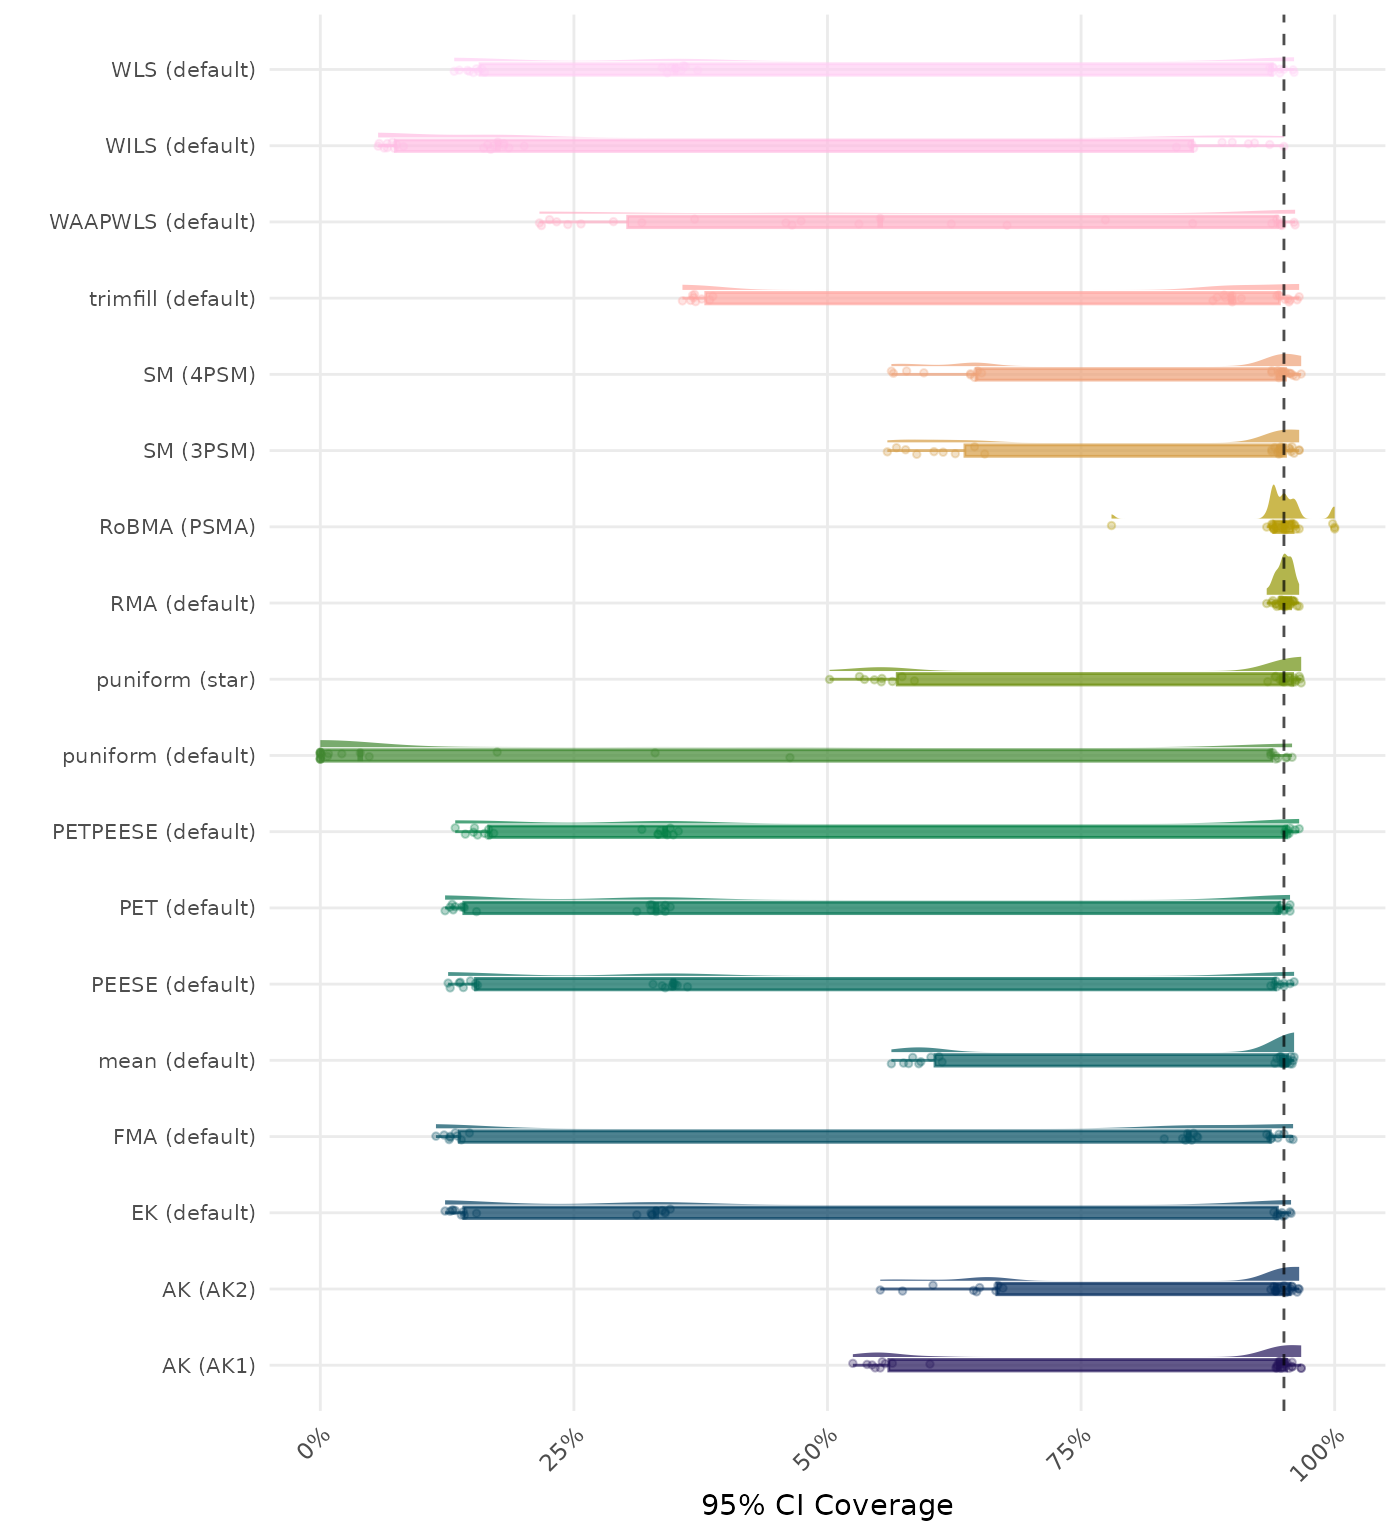 WLS (default)
WILS (default)
WAAPWLS (default)
trimfill (default)
SM (4PSM)
SM (3PSM)
RoBMA (PSMA)
RMA (default)
puniform (star)
puniform (default)
PETPEESE (default)
PET (default)
PEESE (default)
mean (default)
FMA (default)
EK (default)
AK (AK2)
AK (AK1)
0% 25% 50% 75% 100%
95% CI Coverage